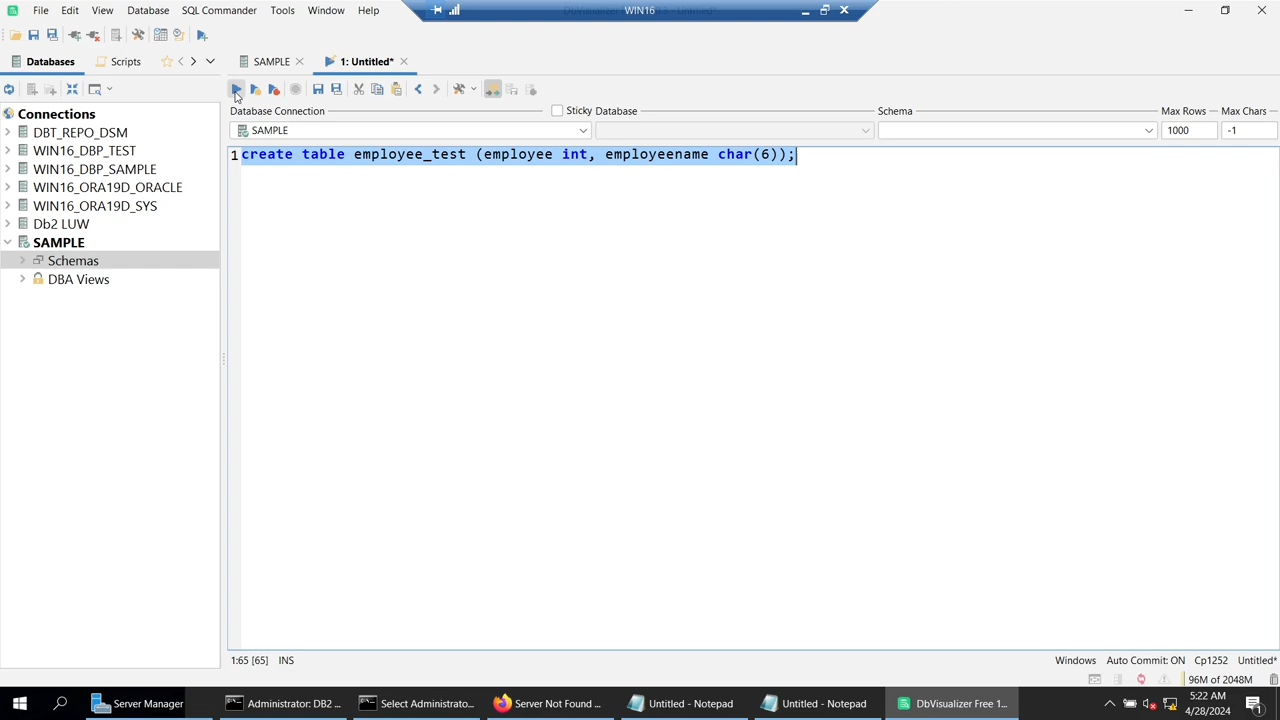 File Edit View Database SQL Commander Tools Window Help
WIN16
Databases Scripts SAMPLE 1: Untitled*
Database Connection Sticky Database Schema Max Rows Max Chars
SAMPLE 1000 -1
Connections
DBT_REPO_DSM
WIN16_DBP_TEST
WIN16_DBP_SAMPLE
WIN16_ORA19D_ORACLE
WIN16_ORA19D_SYS
Db2 LUW
SAMPLE
Schemas
DBA Views
1 create table employee_test (employee int, employeename char(6));
1:65 [65] INS Windows Auto Commit: ON Cp1252 Untitled*
96M of 2048M
Server Manager Administrator: DB2 ... Select Administrato... Server Not Found ... Untitled - Notepad Untitled - Notepad DbVisualizer Free 1...
5:22 AM
4/28/2024
1